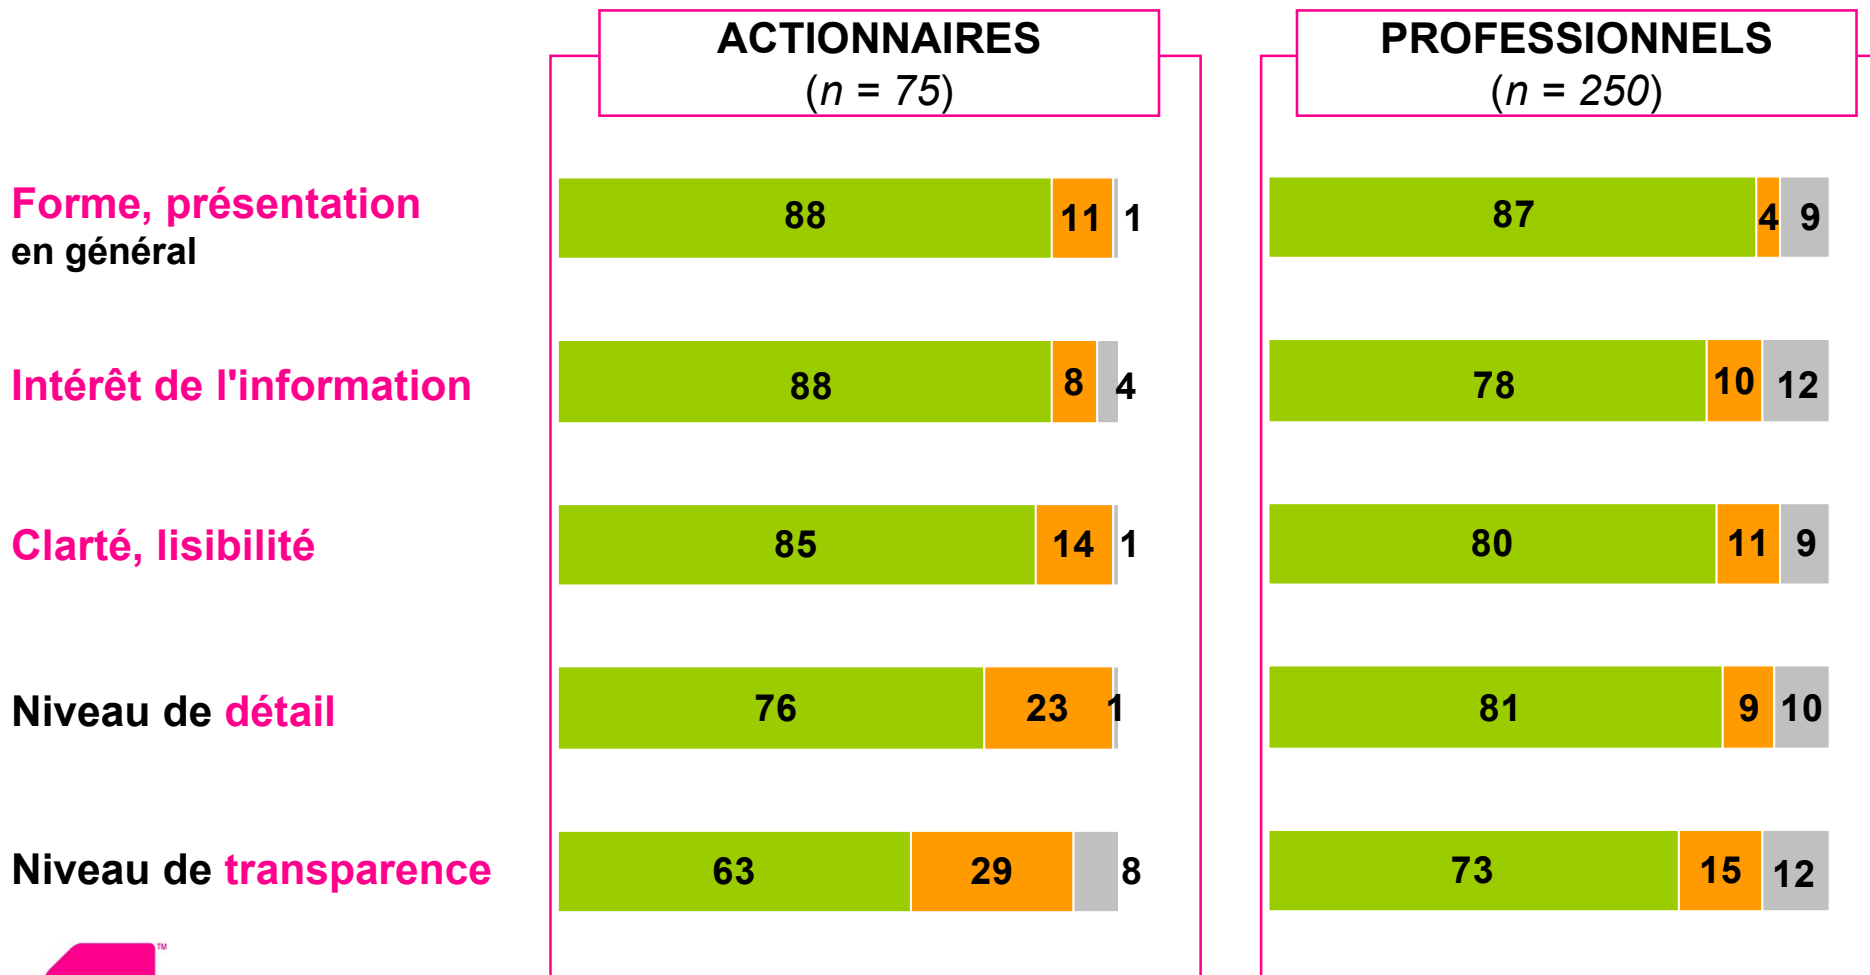 ACTIONNAIRES
(n = 75)
PROFESSIONNELS
(n = 250)
Forme, présentation
en général
88 11 1
87 4 9
Intérêt de l'information
88 8 4
78 10 12
Clarté, lisibilité
85 14 1
80 11 9
Niveau de détail
76 23 1
81 9 10
Niveau de transparence
63 29 8
73 15 12
TM